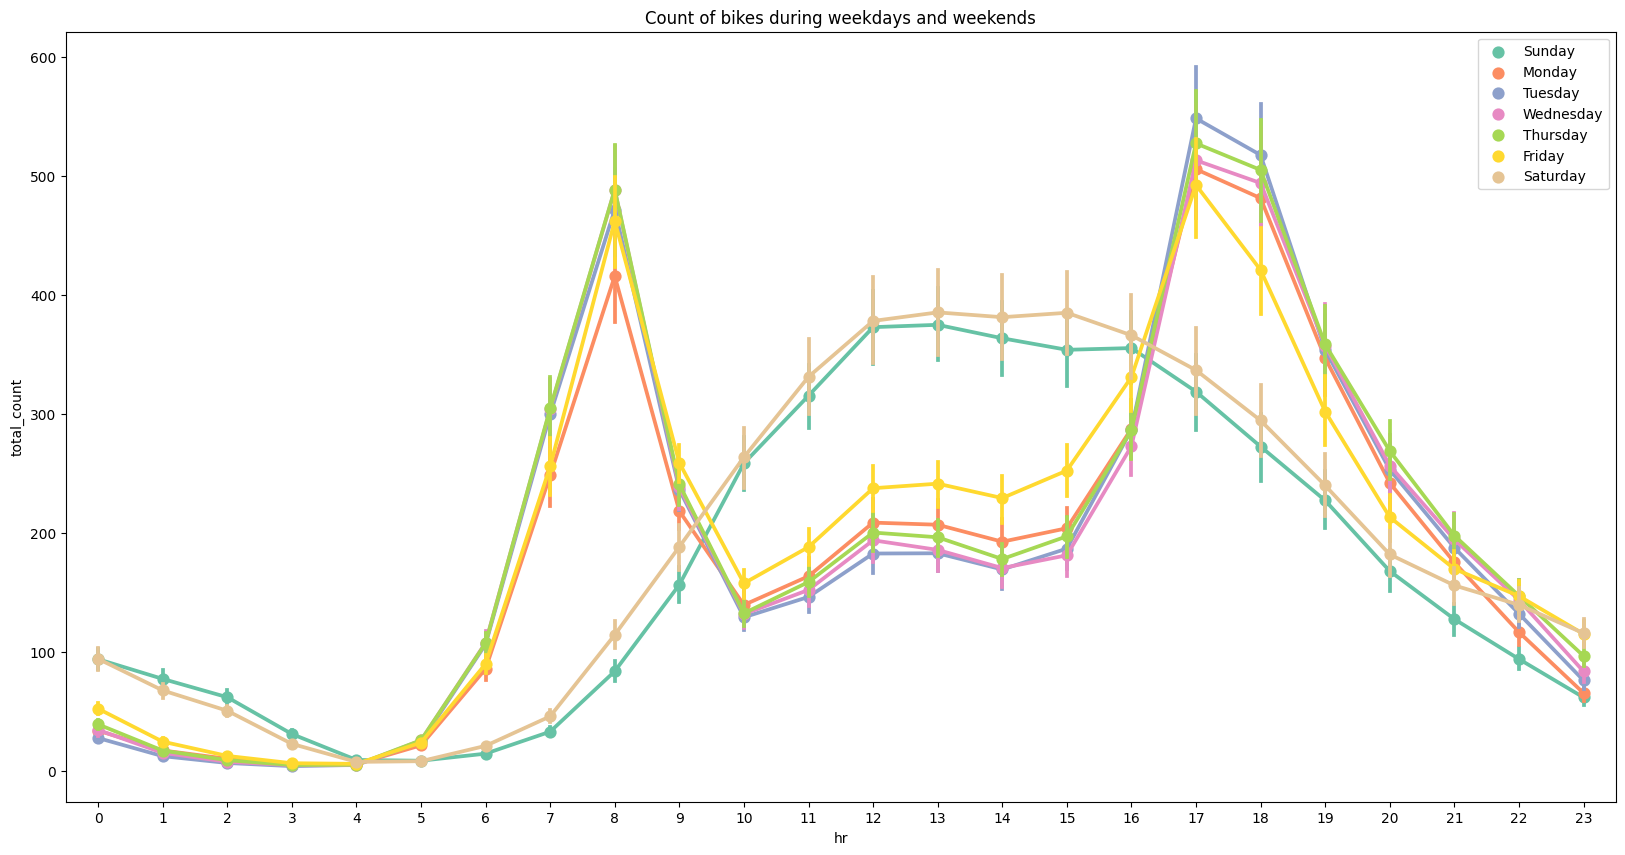 Count of bikes during weekdays and weekends
600
500
400
300
200
100
0
total_count
Sunday
Monday
Tuesday
Wednesday
Thursday
Friday
Saturday
0 1 2 3 4 5 6 7 8 9 10 11 12 13 14 15 16 17 18 19 20 21 22 23
hr